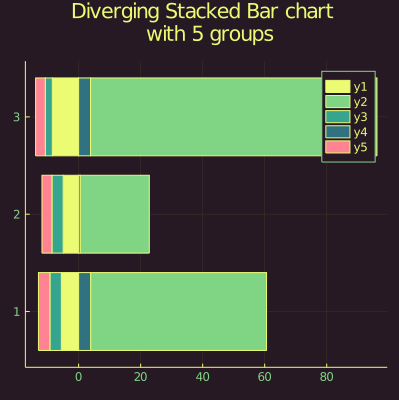 Diverging Stacked Bar chart
with 5 groups
y1
y2
y3
y4
y5
3
2
1
0
20
40
60
80